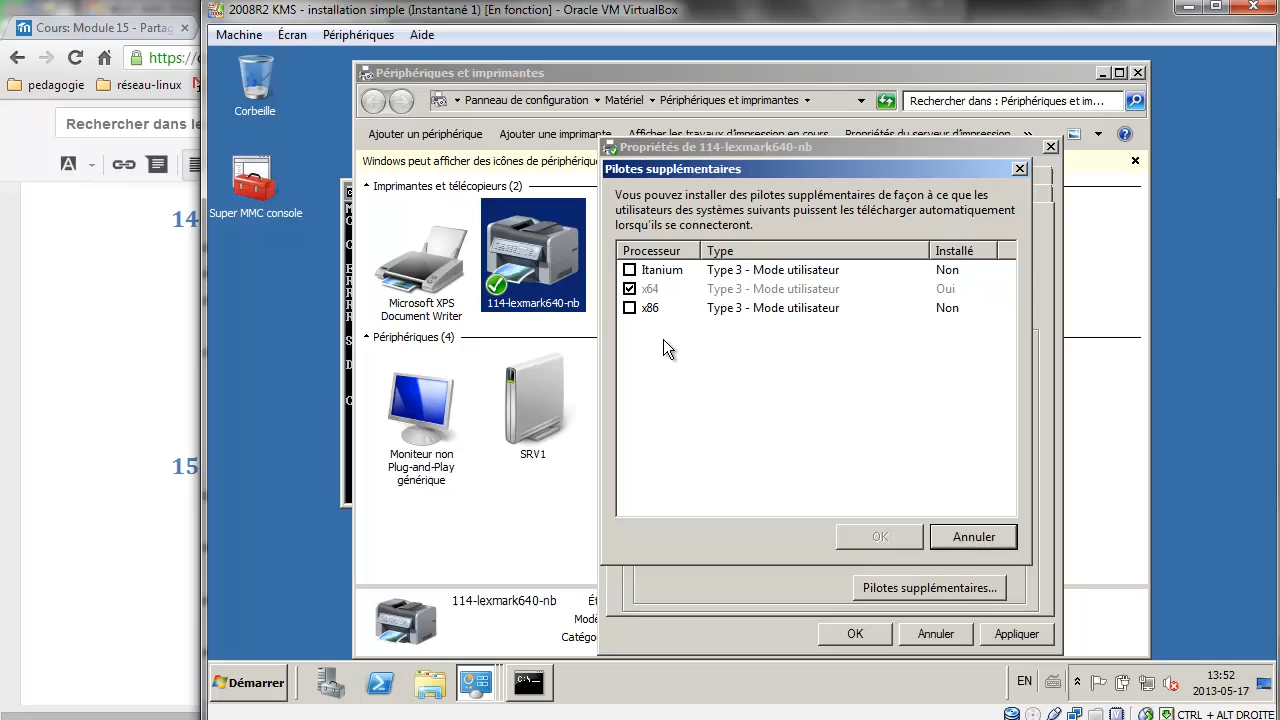 2008R2 KMS - installation simple (Instantané 1) [En fonction] - Oracle VM VirtualBox
Cours: Module 15 - Partag
Machine Écran Périphériques Aide
https://
pedagogie réseau-linux
Rechercher dans le
14
15
Corbeille
Super MMC console
Périphériques et imprimantes
Panneau de configuration Matériel Périphériques et imprimantes
Rechercher dans : Périphériques et im...
Ajouter un périphérique Ajouter une imprimante Afficher les travaux d'impression en cours Propriétés du serveur d'impression »
Windows peut afficher des icônes de périphérique
Imprimantes et télécopieurs (2)
Microsoft XPS
Document Writer
114-lexmark640-nb
Périphériques (4)
Moniteur non
Plug-and-Play
générique
SRV1
114-lexmark640-nb
Ét
Modè
Catégo
Propriétés de 114-lexmark640-nb
Pilotes supplémentaires
Vous pouvez installer des pilotes supplémentaires de façon à ce que les
utilisateurs des systèmes suivants puissent les télécharger automatiquement
lorsqu'ils se connecteront.
Processeur Type Installé
Itanium Type 3 - Mode utilisateur Non
x64 Type 3 - Mode utilisateur Oui
x86 Type 3 - Mode utilisateur Non
OK Annuler
Pilotes supplémentaires...
OK Annuler Appliquer
Démarrer
EN
13:52
2013-05-17
CTRL + ALT DROITE